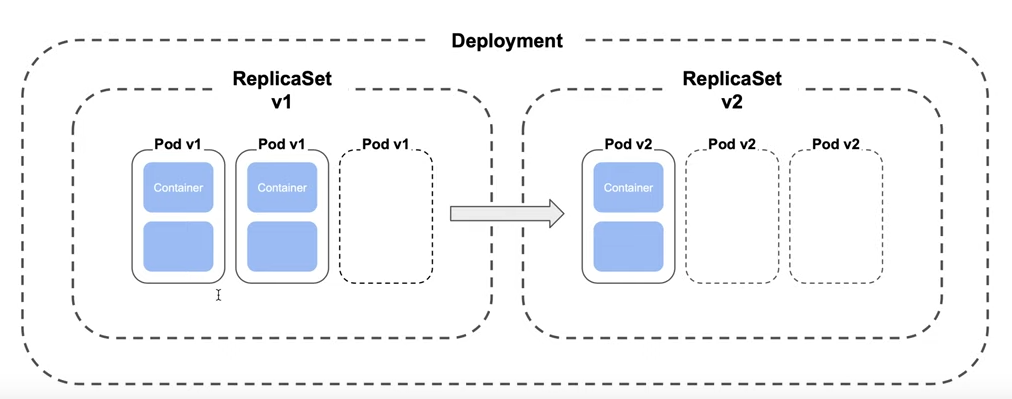 Deployment
ReplicaSet
v1
ReplicaSet
v2
Pod v1
Pod v1
Pod v1
Pod v2
Pod v2
Pod v2
Container
Container
Container